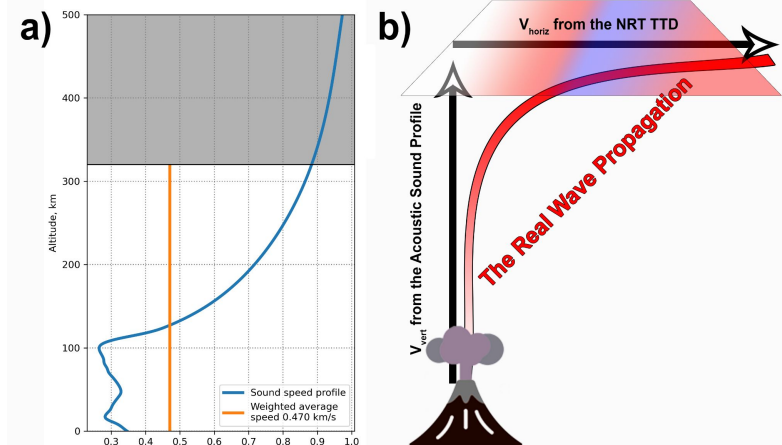 a)
500
400
300
200
100
0
Altitude, km
0.3 0.4 0.5 0.6 0.7 0.8 0.9 1.0
Sound speed profile
Weighted average
speed 0.470 km/s
b)
Vhoriz from the NRT TTD
Vvert from the Acoustic Sound Profile
The Real Wave Propagation